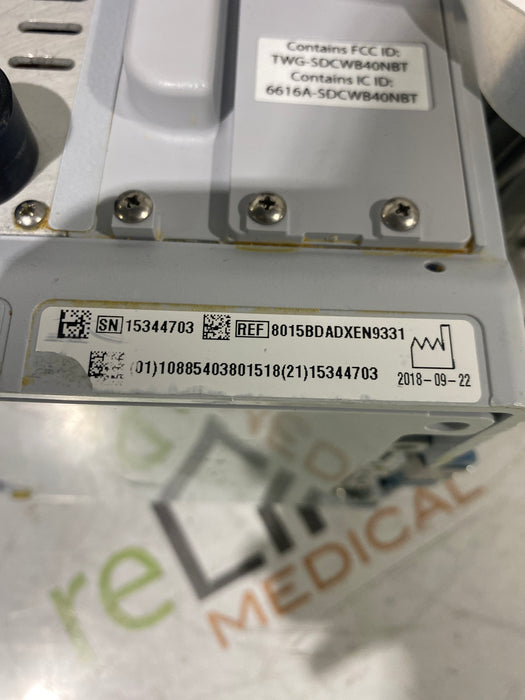 Contains FCC ID:
TWG-SDCWB40NBT
Contains IC ID:
6616A-SDCWB40NBT
SN 15344703 REF 8015BDADXEN9331
01)10885403801518(21)15344703
2018-09-22
reLINK
MEDICAL